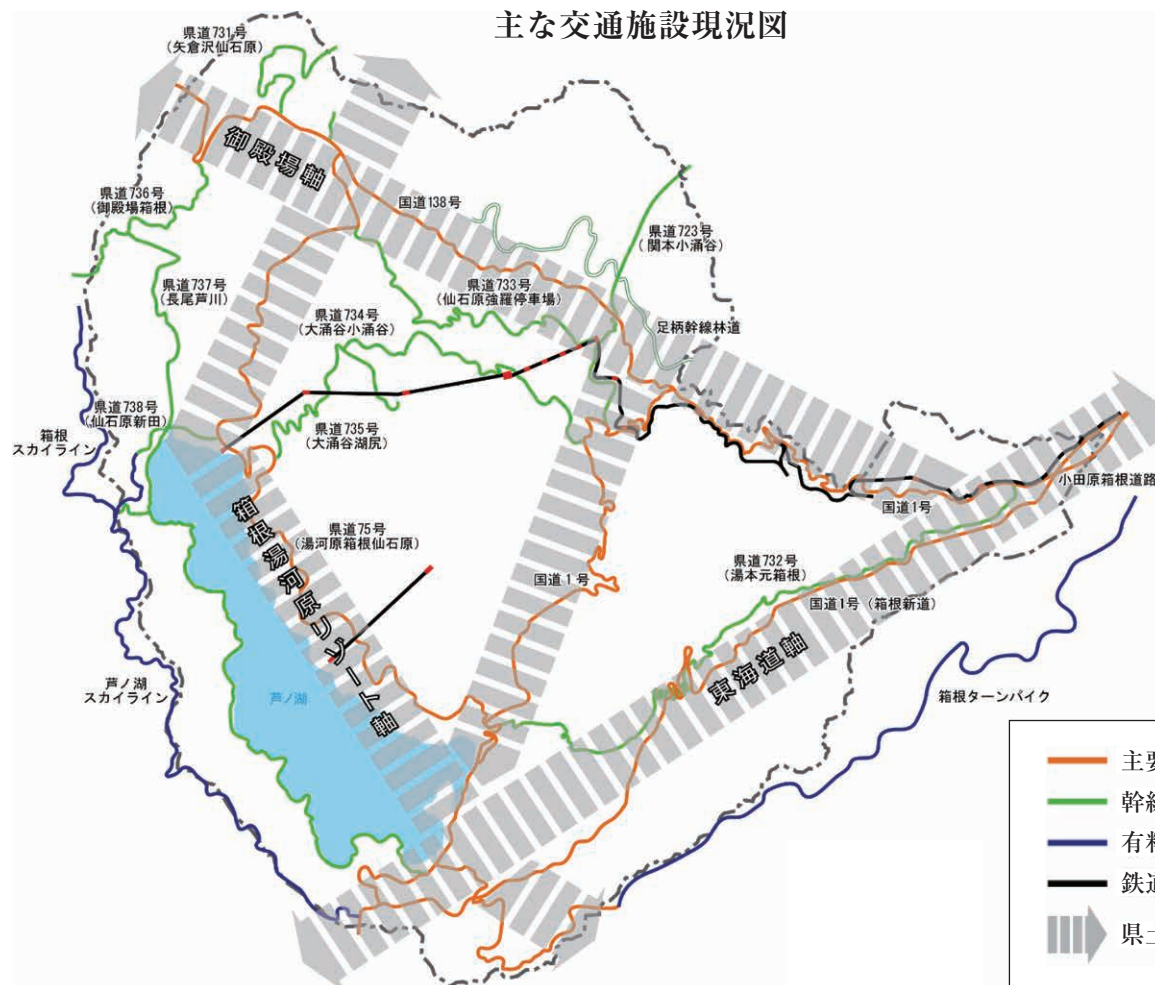 主な交通施設現況図
県道731号
(矢倉沢仙石原)
御殿場軸
県道736号
(御殿場箱根)
国道138号
県道723号
(関本小涌谷)
県道737号
(長尾芦川)
県道733号
(仙石原強羅停車場)
県道734号
(大涌谷小涌谷)
足柄幹線林道
県道738号
(仙石原新田)
箱根
スカイライン
県道735号
(大涌谷湖尻)
小田原箱根道路
国道1号
箱根湯河原リゾート軸
県道75号
(湯河原箱根仙石原)
国道1号
県道732号
(湯本元箱根)
国道1号(箱根新道)
東海道軸
芦ノ湖
スカイライン
芦ノ湖
箱根ターンパイク
主要
幹線
有料
鉄道
県土